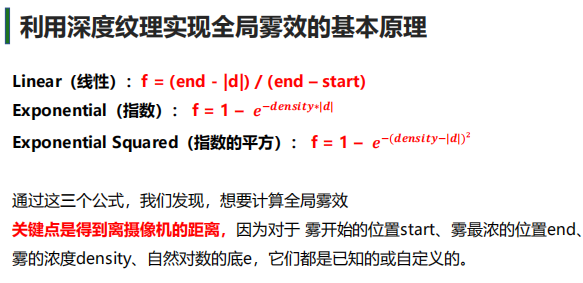 利用深度纹理实现全局雾效的基本原理
Linear（线性）：f = (end - |d|) / (end – start)
Exponential（指数）： f = 1 – e^{-density*|d|}
Exponential Squared（指数的平方）： f = 1 – e^{-(density-|d|)^2}
通过这三个公式，我们发现，想要计算全局雾效
关键点是得到离摄像机的距离，因为对于 雾开始的位置start、雾最浓的位置end、
雾的浓度density、自然对数的底e，它们都是已知的或自定义的。